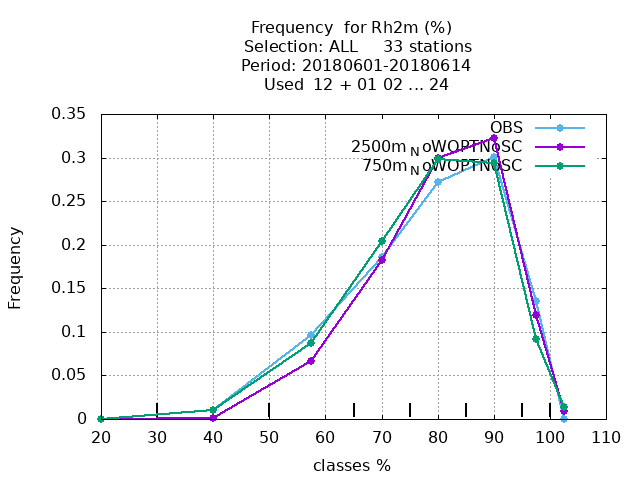 Frequency  for Rh2m (%)
Selection: ALL     33 stations
Period: 20180601-20180614
Used  12 + 01 02 ... 24
OBS
2500m_NoWOPTNoSC
750m_NoWOPTNoSC
0.35
0.3
0.25
0.2
0.15
0.1
0.05
0
Frequency
20 30 40 50 60 70 80 90 100 110
classes %